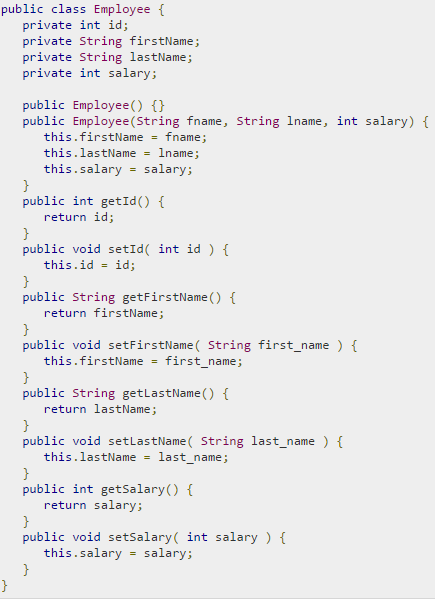 public class Employee {
   private int id;
   private String firstName;
   private String lastName;
   private int salary;

   public Employee() {}
   public Employee(String fname, String lname, int salary) {
      this.firstName = fname;
      this.lastName = lname;
      this.salary = salary;
   }
   public int getId() {
      return id;
   }
   public void setId( int id ) {
      this.id = id;
   }
   public String getFirstName() {
      return firstName;
   }
   public void setFirstName( String first_name ) {
      this.firstName = first_name;
   }
   public String getLastName() {
      return lastName;
   }
   public void setLastName( String last_name ) {
      this.lastName = last_name;
   }
   public int getSalary() {
      return salary;
   }
   public void setSalary( int salary ) {
      this.salary = salary;
   }
}